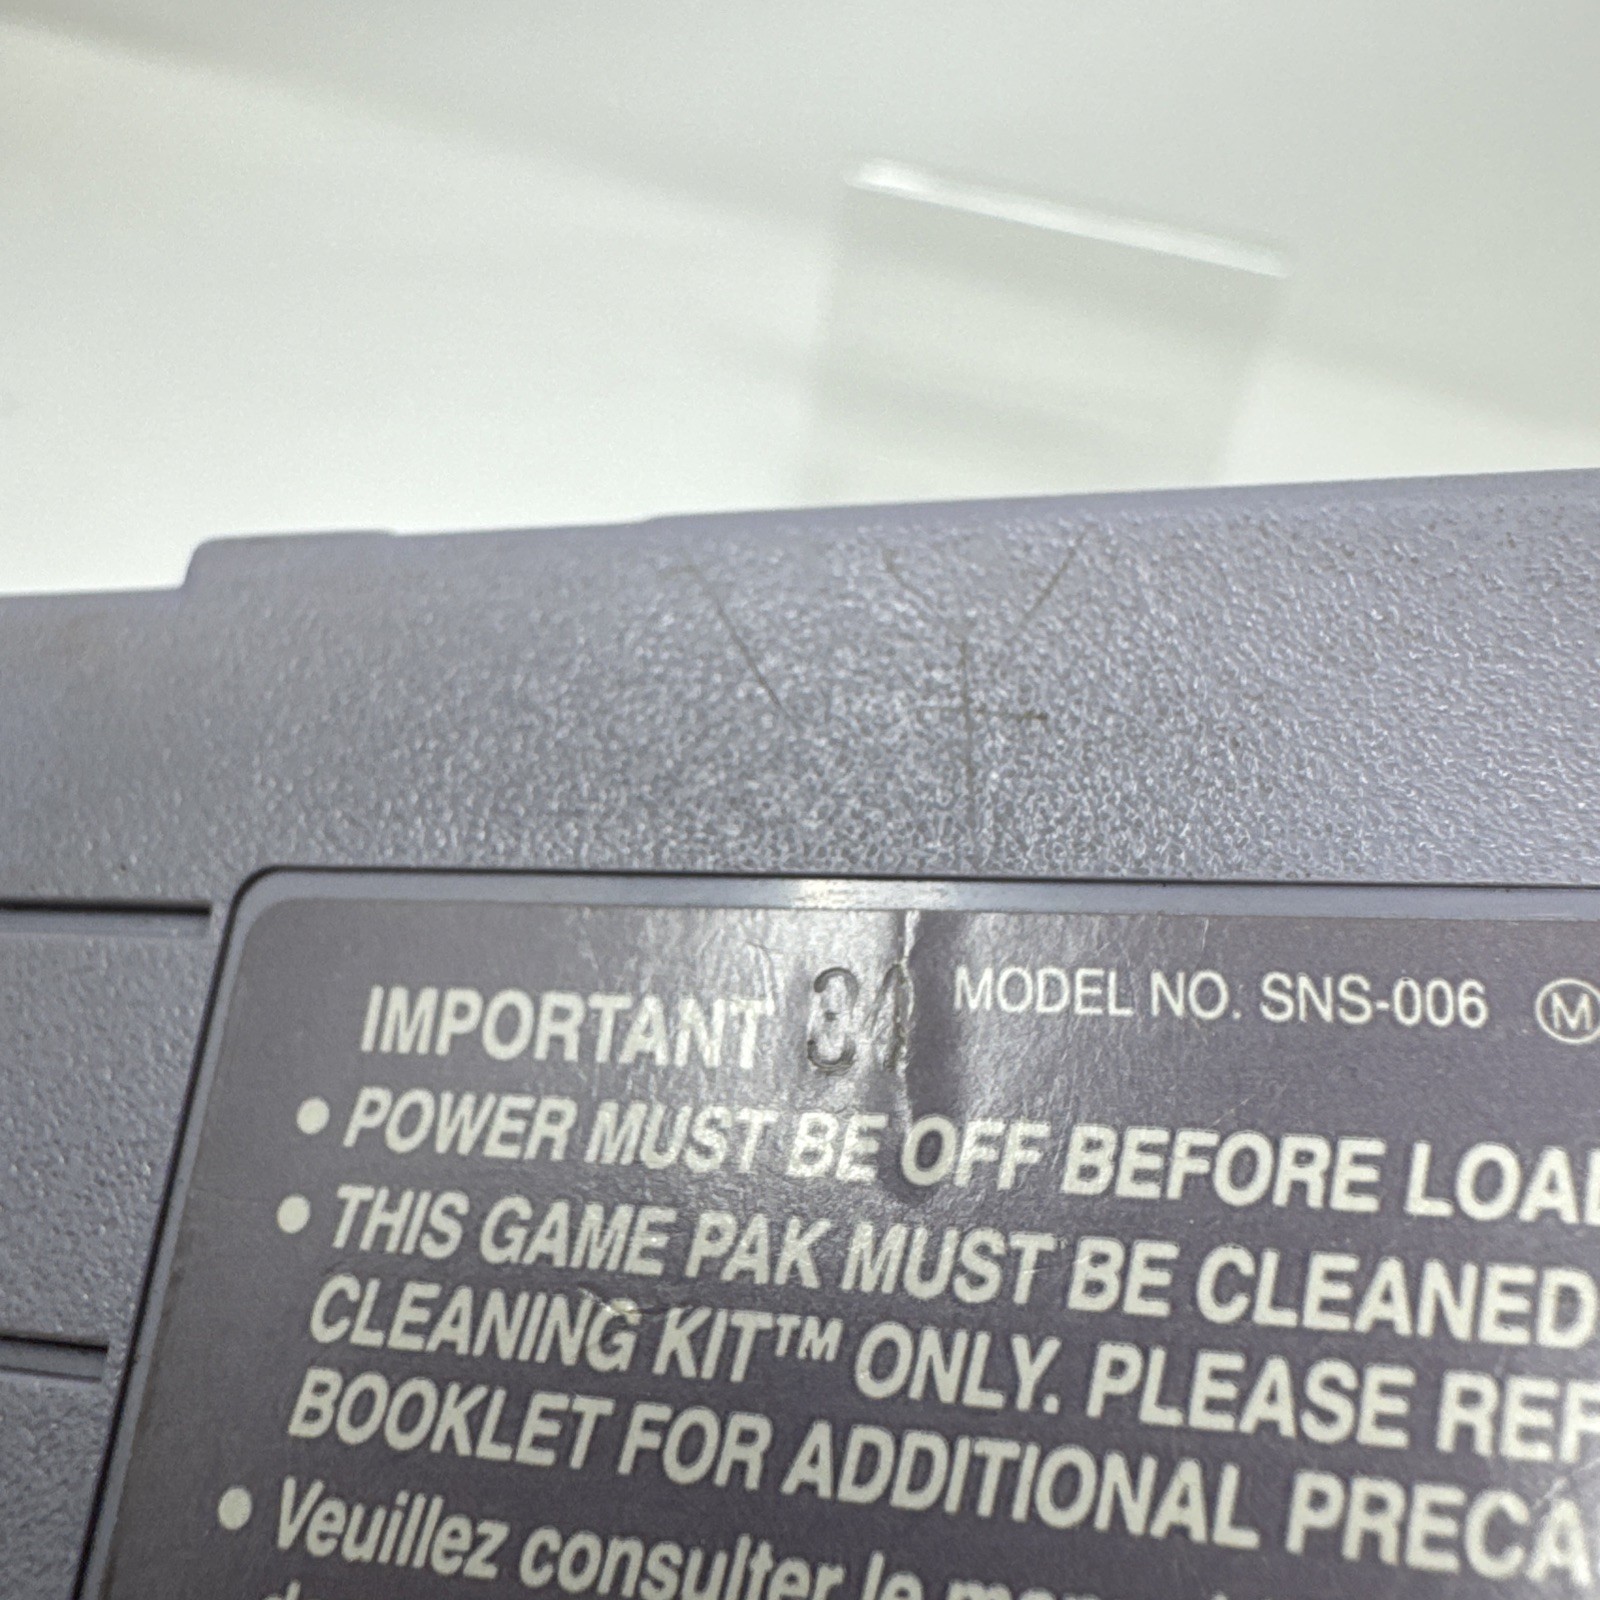 IMPORTANT MODEL NO. SNS-006 Ⓜ
• POWER MUST BE OFF BEFORE
• THIS GAME PAK MUST BE CLEANED
CLEANING KIT™ ONLY. PLEASE
BOOKLET FOR ADDITIONAL
• Veuillez consulter le